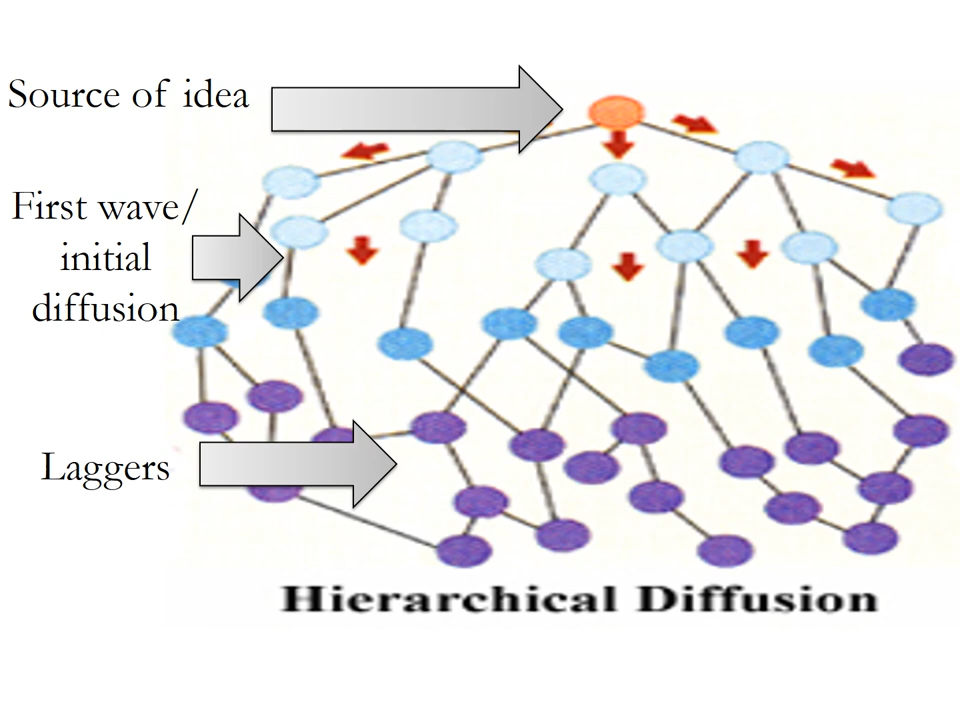 Source of idea
First wave/
initial
diffusion
Laggers
Hierarchical Diffusion